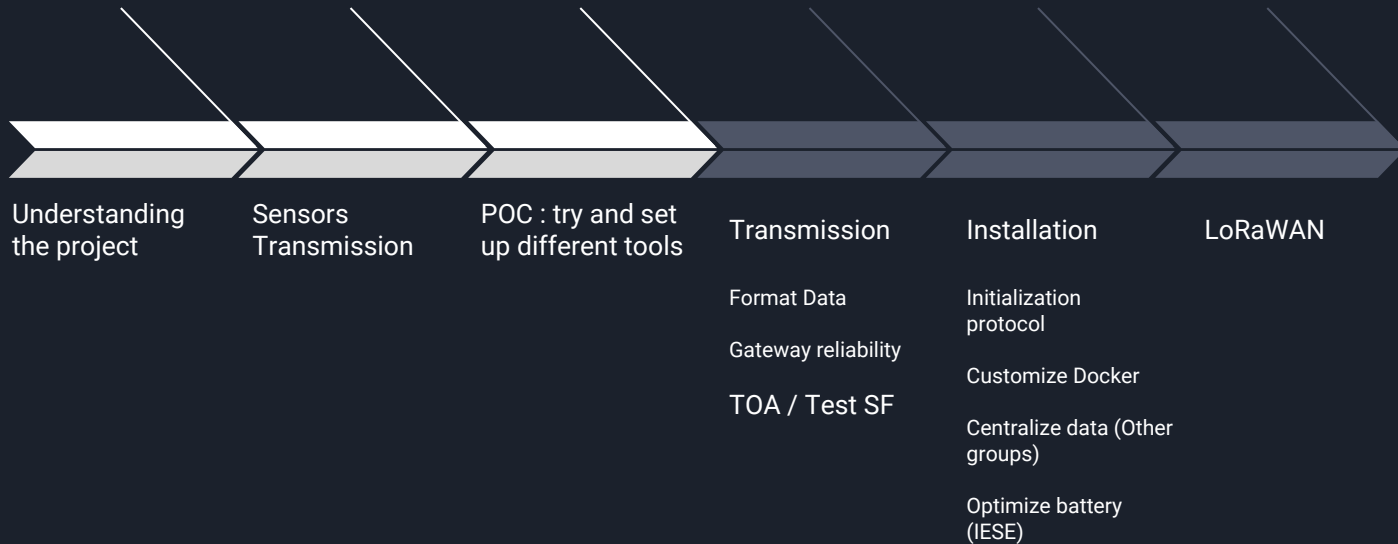 Understanding
the project
Sensors
Transmission
POC : try and set
up different tools
Transmission
Format Data
Gateway reliability
TOA / Test SF
Installation
Initialization
protocol
Customize Docker
Centralize data (Other
groups)
Optimize battery
(IESE)
LoRaWAN